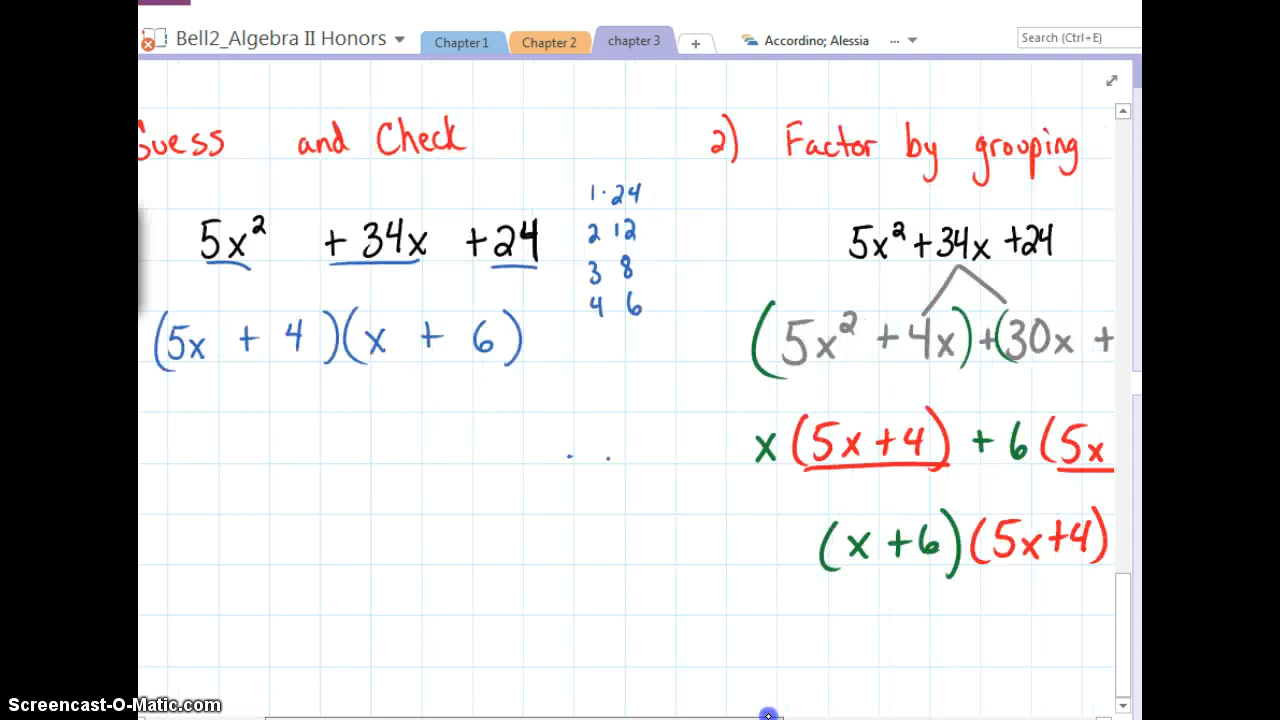 Bell2_Algebra II Honors
Chapter 1
Chapter 2
chapter 3
+
Accordino; Alessia
...
Search (Ctrl+E)
Guess and Check
2) Factor by grouping
1·24
2 12
3 8
4 6
5x² + 34x + 24
(5x + 4)(x + 6)
5x² + 34x + 24
(5x² + 4x) + (30x +
x(5x + 4) + 6(5x
(x + 6)(5x + 4)
Screencast-O-Matic.com